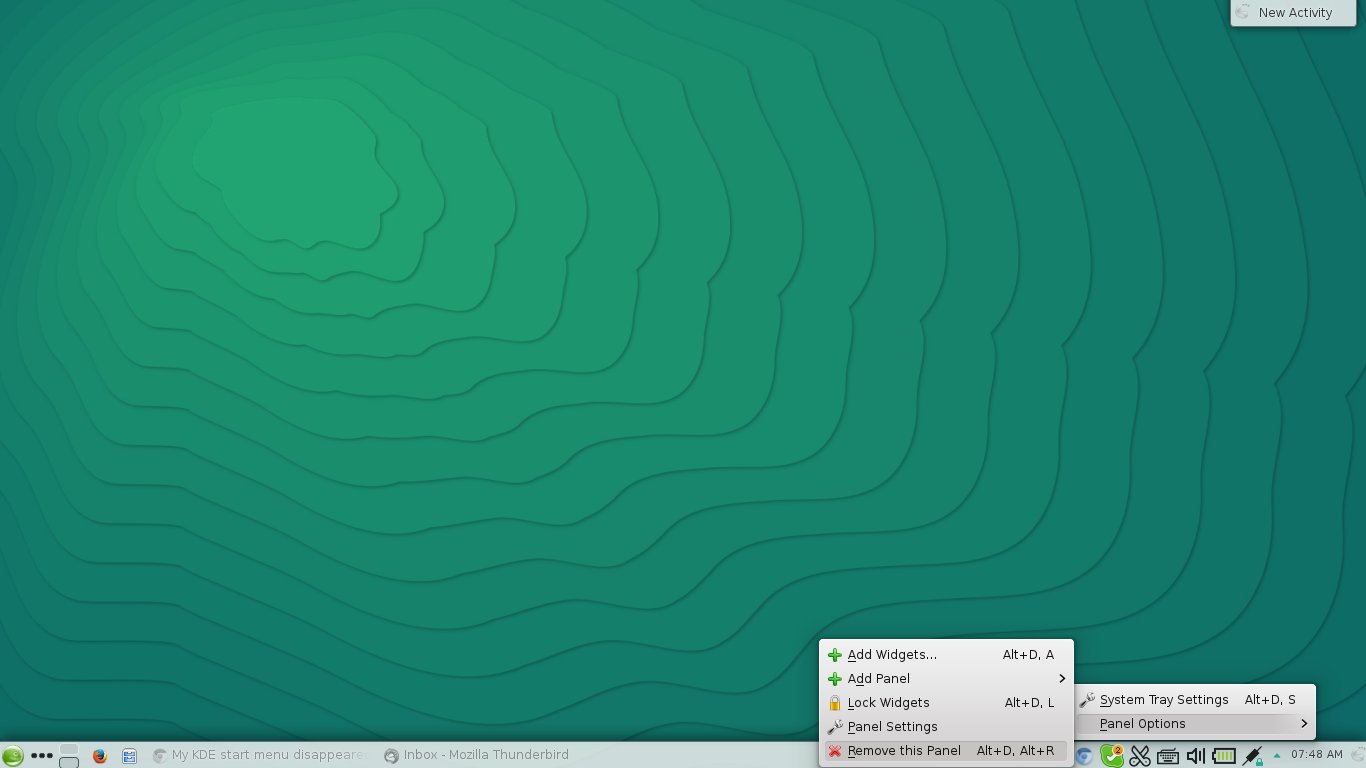 New Activity
Add Widgets... Alt+D, A
Add Panel
Lock Widgets Alt+D, L
Panel Settings
Remove this Panel Alt+D, Alt+R
System Tray Settings Alt+D, S
Panel Options
My KDE start menu disappeare
Inbox - Mozilla Thunderbird
2
07:48 AM